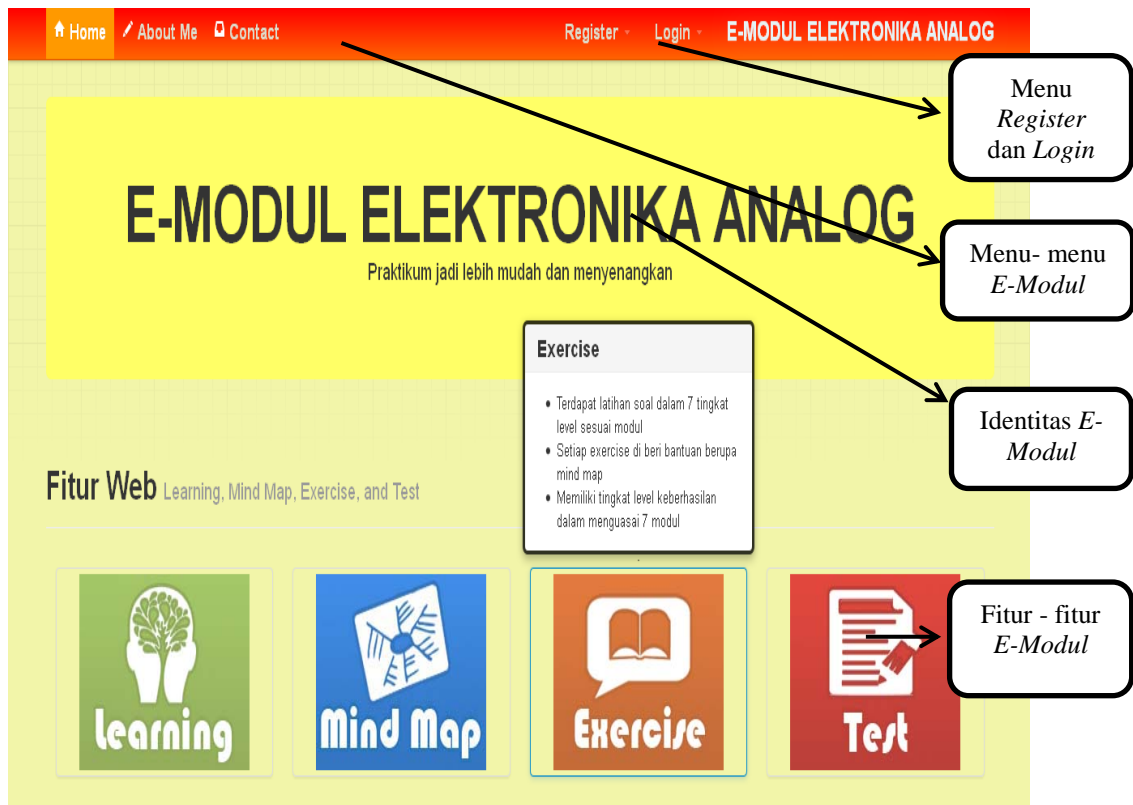 Home About Me Contact Register Login E-MODUL ELEKTRONIKA ANALOG
Menu
Register
dan Login
E-MODUL ELEKTRONIKA ANALOG
Praktikum jadi lebih mudah dan menyenangkan
Menu- menu
E-Modul
Exercise
Terdapat latihan soal dalam 7 tingkat
level sesuai modul
Setiap exercise di beri bantuan berupa
mind map
Memiliki tingkat level keberhasilan
dalam menguasai 7 modul
Identitas E-
Modul
Fitur Web Learning, Mind Map, Exercise, and Test
Learning
Mind Map
Exercise
Test
Fitur - fitur
E-Modul